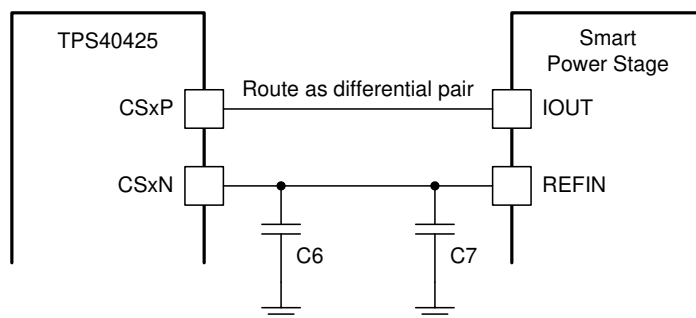 TPS40425
Smart
Power Stage
Route as differential pair
CSxP
IOUT
CSxN
REFIN
C6
C7